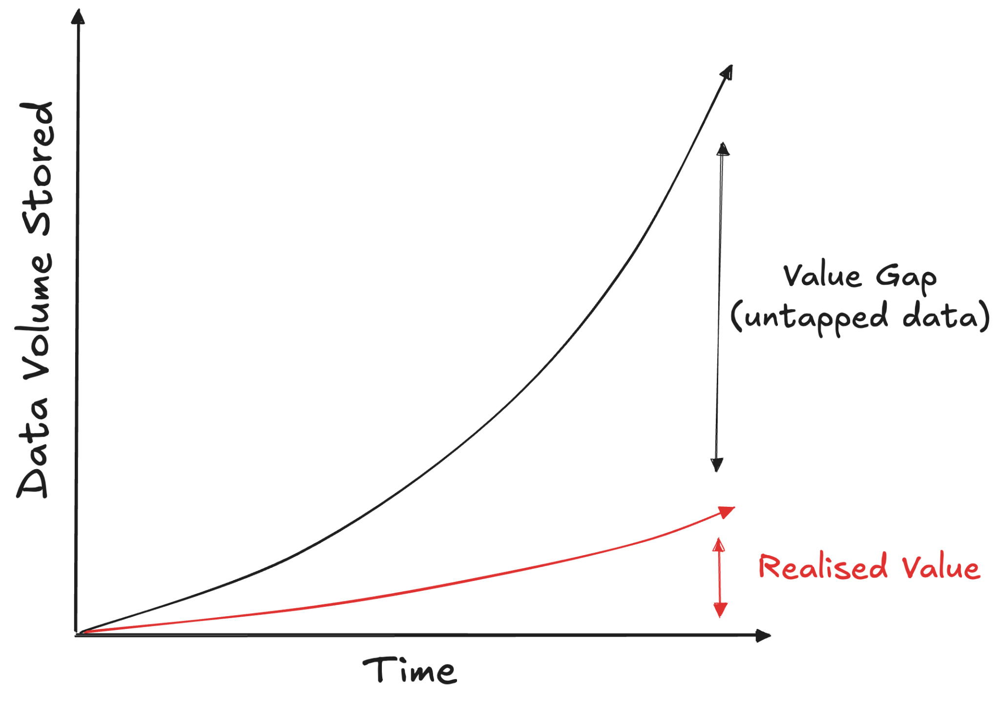 Data Volume Stored
Value Gap
(untapped data)
Realised Value
Time